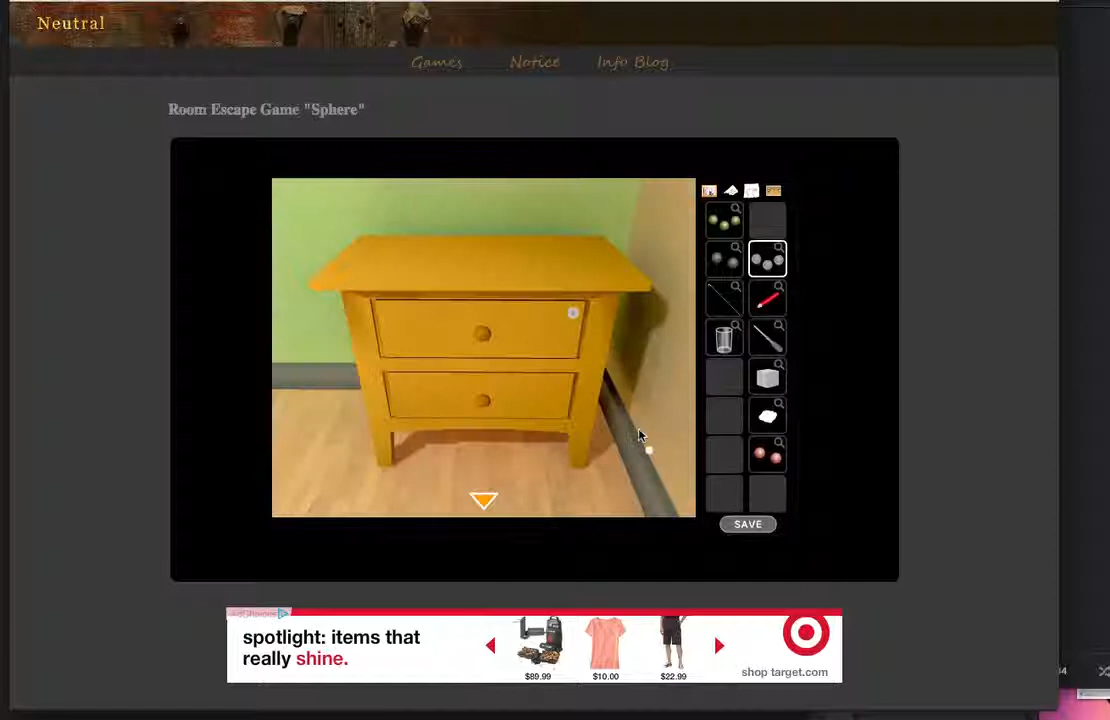 Neutral
Games
Notice
Info Blog
Room Escape Game "Sphere"
SAVE
spotlight: items that
really shine.
$89.99
$10.00
$22.99
shop target.com